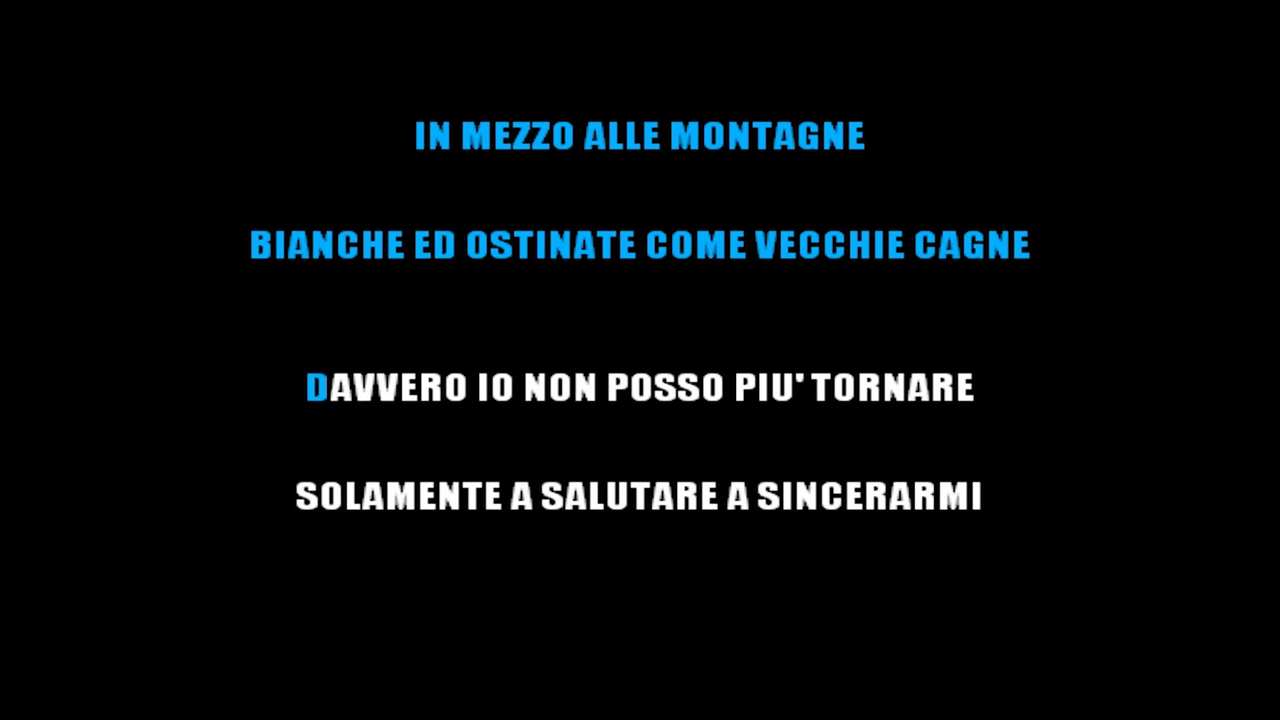 IN MEZZO ALLE MONTAGNE
BIANCHE ED OSTINATE COME VECCHIE CAGNE
DAVVERO IO NON POSSO PIU' TORNARE
SOLAMENTE A SALUTARE A SINCERARMI